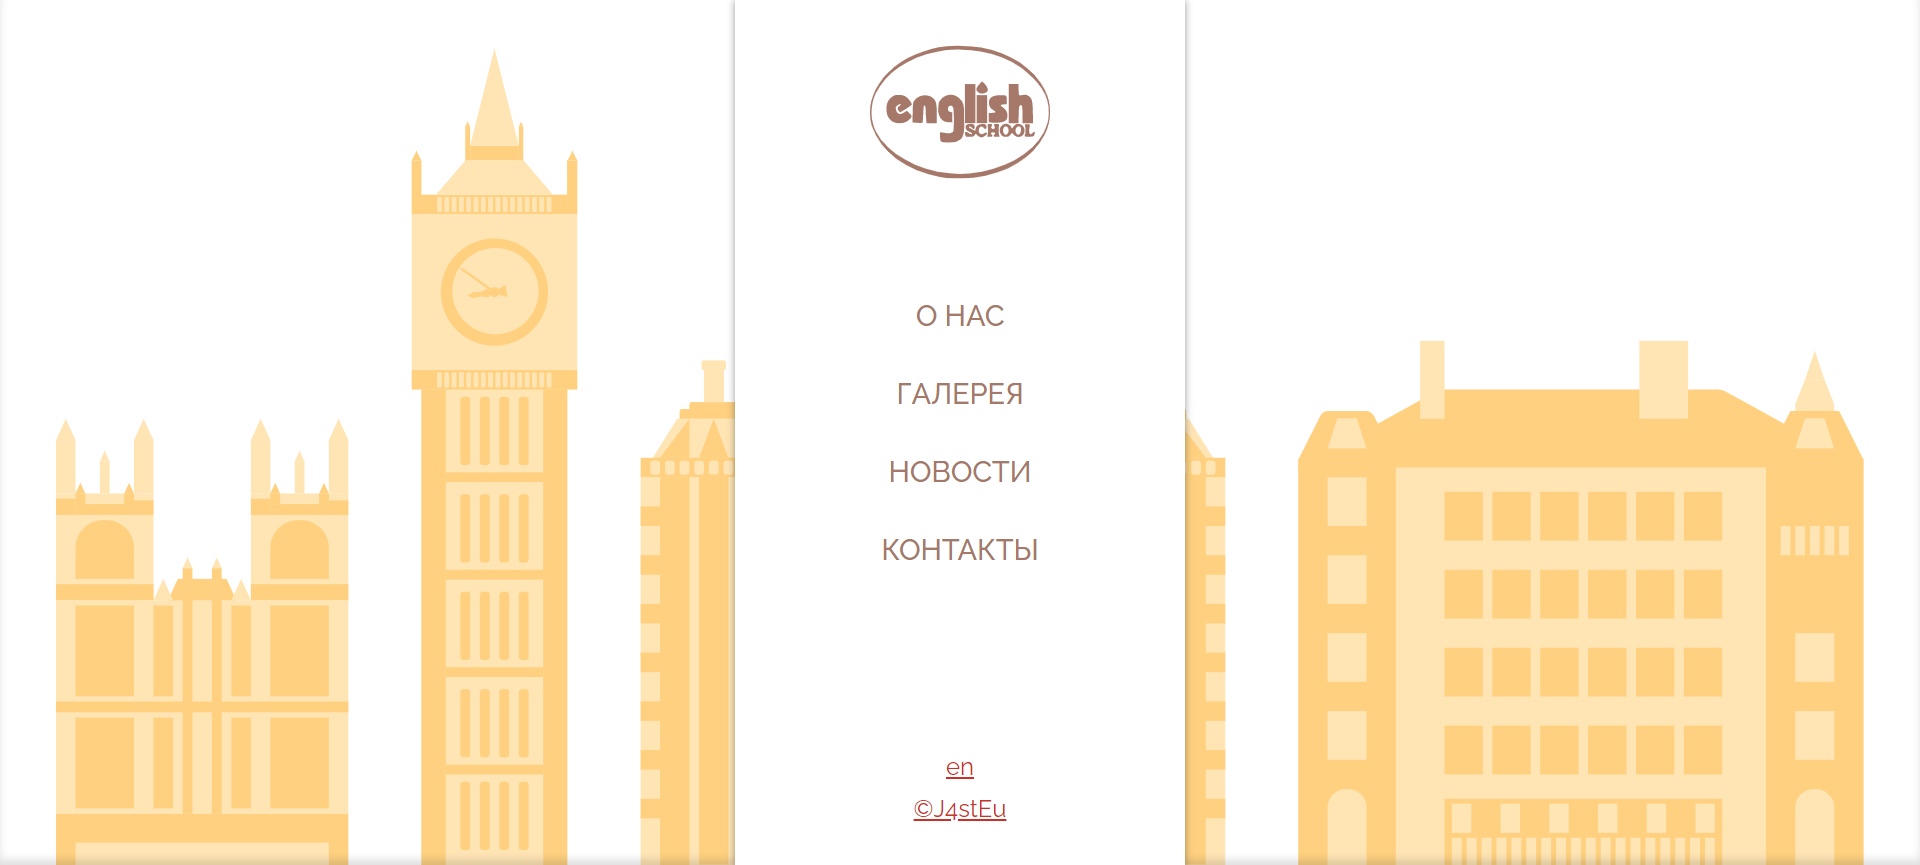 english
SCHOOL
О НАС
ГАЛЕРЕЯ
НОВОСТИ
КОНТАКТЫ
en
©J4stEu